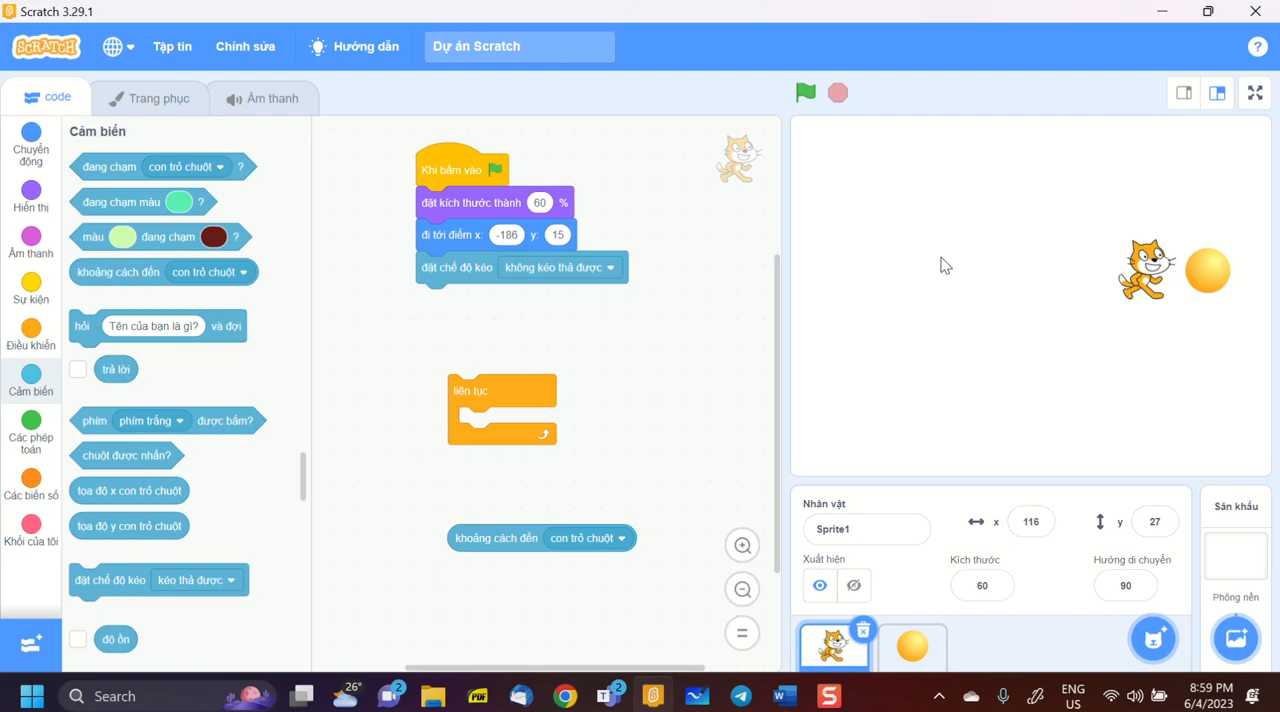 Scratch 3.29.1
SCRATCH
Tập tin
Chỉnh sửa
Hướng dẫn
Dự án Scratch
?
code
Trang phục
Âm thanh
Chuyển động
Hiển thị
Âm thanh
Sự kiện
Điều khiển
Cảm biến
Các phép toán
Các biến số
Khối của tôi
Cảm biến
đang chạm con trỏ chuột ?
đang chạm màu ?
màu đang chạm ?
khoảng cách đến con trỏ chuột
hỏi Tên của bạn là gì? và đợi
trả lời
phím phím trắng được bấm?
chuột được nhấn?
tọa độ x con trỏ chuột
tọa độ y con trỏ chuột
đặt chế độ kéo kéo thả được
độ ồn
Khi bấm vào
đặt kích thước thành 60 %
đi tới điểm x: -186 y: 15
đặt chế độ kéo không kéo thả được
liên tục
khoảng cách đến con trỏ chuột
Nhân vật
Sprite1
x 116
y 27
Xuất hiện
Kích thước
60
Hướng di chuyển
90
Sân khấu
Phông nền
Search
26°
2
PDF
2
W
S
ENG
US
8:59 PM
6/4/2023